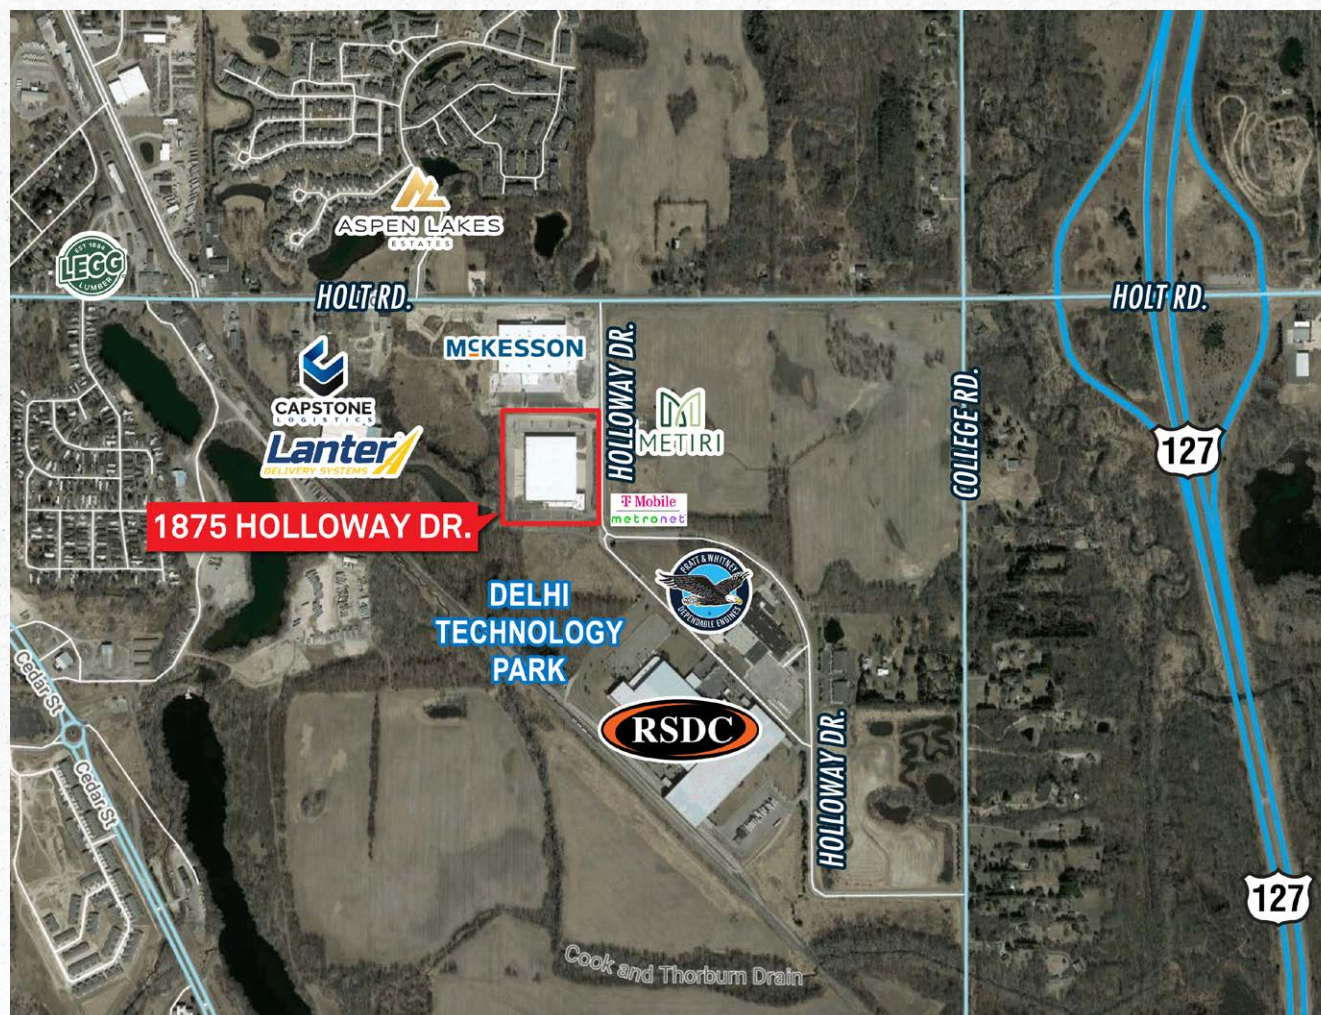 ASPEN LAKES
ESTATES
EST 1894
LEGG
LUMBER
HOLT RD.
HOLT RD.
MCKESSON
HOLLOWAY DR.
CAPSTONE
LOGISTICS
Lanter
DELIVERY SYSTEMS
METIRI
COLLEGE RD.
127
T Mobile
metronet
1875 HOLLOWAY DR.
PRATT & WHITNEY
DEPENDABLE ENGINES
DELHI
TECHNOLOGY
PARK
Cedar St
RSDC
HOLLOWAY DR.
Cedar St
127
Cook and Thorburn Drain